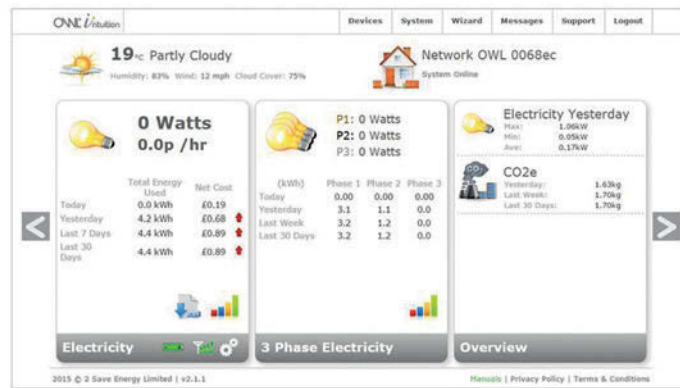 OWL intuition
Devices System Wizard Messages Support Logout
19°C Partly Cloudy
Humidity: 83% Wind: 12 mph Cloud Cover: 75%
Network OWL 0068ec
System Online
0 Watts
0.0p /hr
Total Energy Used Net Cost
Today 0.0 kWh £0.19
Yesterday 4.2 kWh £0.68
Last 7 Days 4.4 kWh £0.89
Last 30 Days 4.4 kWh £0.89
Electricity
P1: 0 Watts
P2: 0 Watts
P3: 0 Watts
(kWh) Phase 1 Phase 2 Phase 3
Today 0.00 0.00 0.00
Yesterday 3.1 1.1 0.0
Last Week 3.2 1.2 0.0
Last 30 Days 3.2 1.2 0.0
3 Phase Electricity
Electricity Yesterday
Max: 1.06kW
Min: 0.05kW
Ave: 0.17kW
CO2e
Yesterday: 1.63kg
Last Week: 1.70kg
Last 30 Days: 1.70kg
Overview
2015 © 2 Save Energy Limited | v2.1.1
Manuals | Privacy Policy | Terms & Conditions